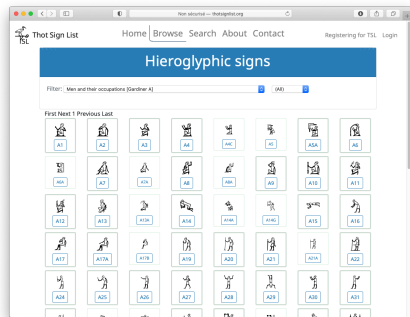 Non sécurisé — thotsignlist.org
TSL
Thot Sign List
Home Browse Search About Contact
Registering for TSL Login
Hieroglyphic signs
Filter: Men and their occupations [Gardiner A] (All)
First Next 1 Previous Last
A1 A2 A3 A4 A4C A5 A5A A6
A6A A7 A7A A8 A8A A9 A10 A11
A12 A13 A13A A14 A14A A14G A15 A16
A17 A17A A17B A19 A20 A21 A21A A22
A24 A25 A26 A27 A28 A29 A30 A31